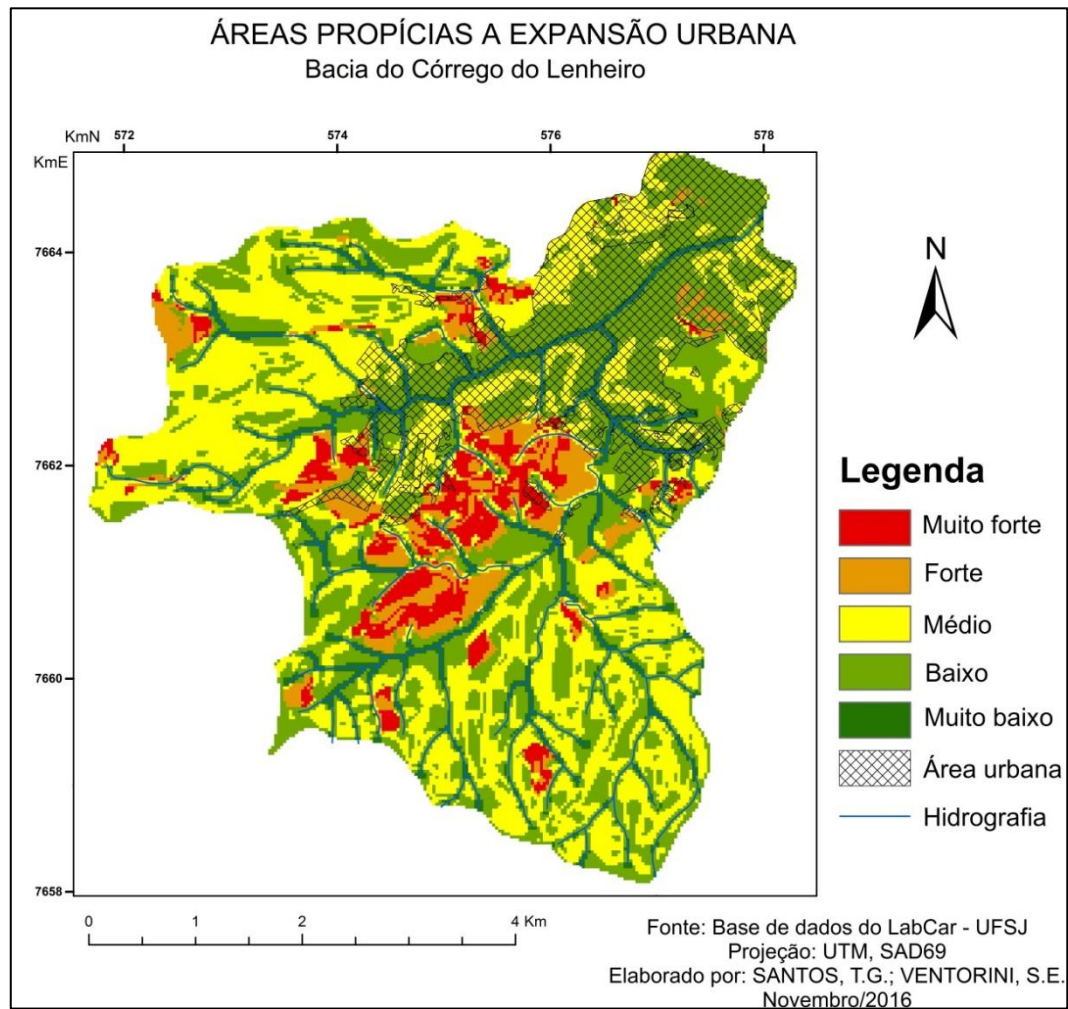 ÁREAS PROPÍCIAS A EXPANSÃO URBANA
Bacia do Córrego do Lenheiro
KmN 572 574 576 578
KmE
7664
7662
7660
7658
N
Legenda
Muito forte
Forte
Médio
Baixo
Muito baixo
Área urbana
Hidrografia
0 1 2 4 Km
Fonte: Base de dados do LabCar - UFSJ
Projeção: UTM, SAD69
Elaborado por: SANTOS, T.G.; VENTORINI, S.E.
Novembro/2016